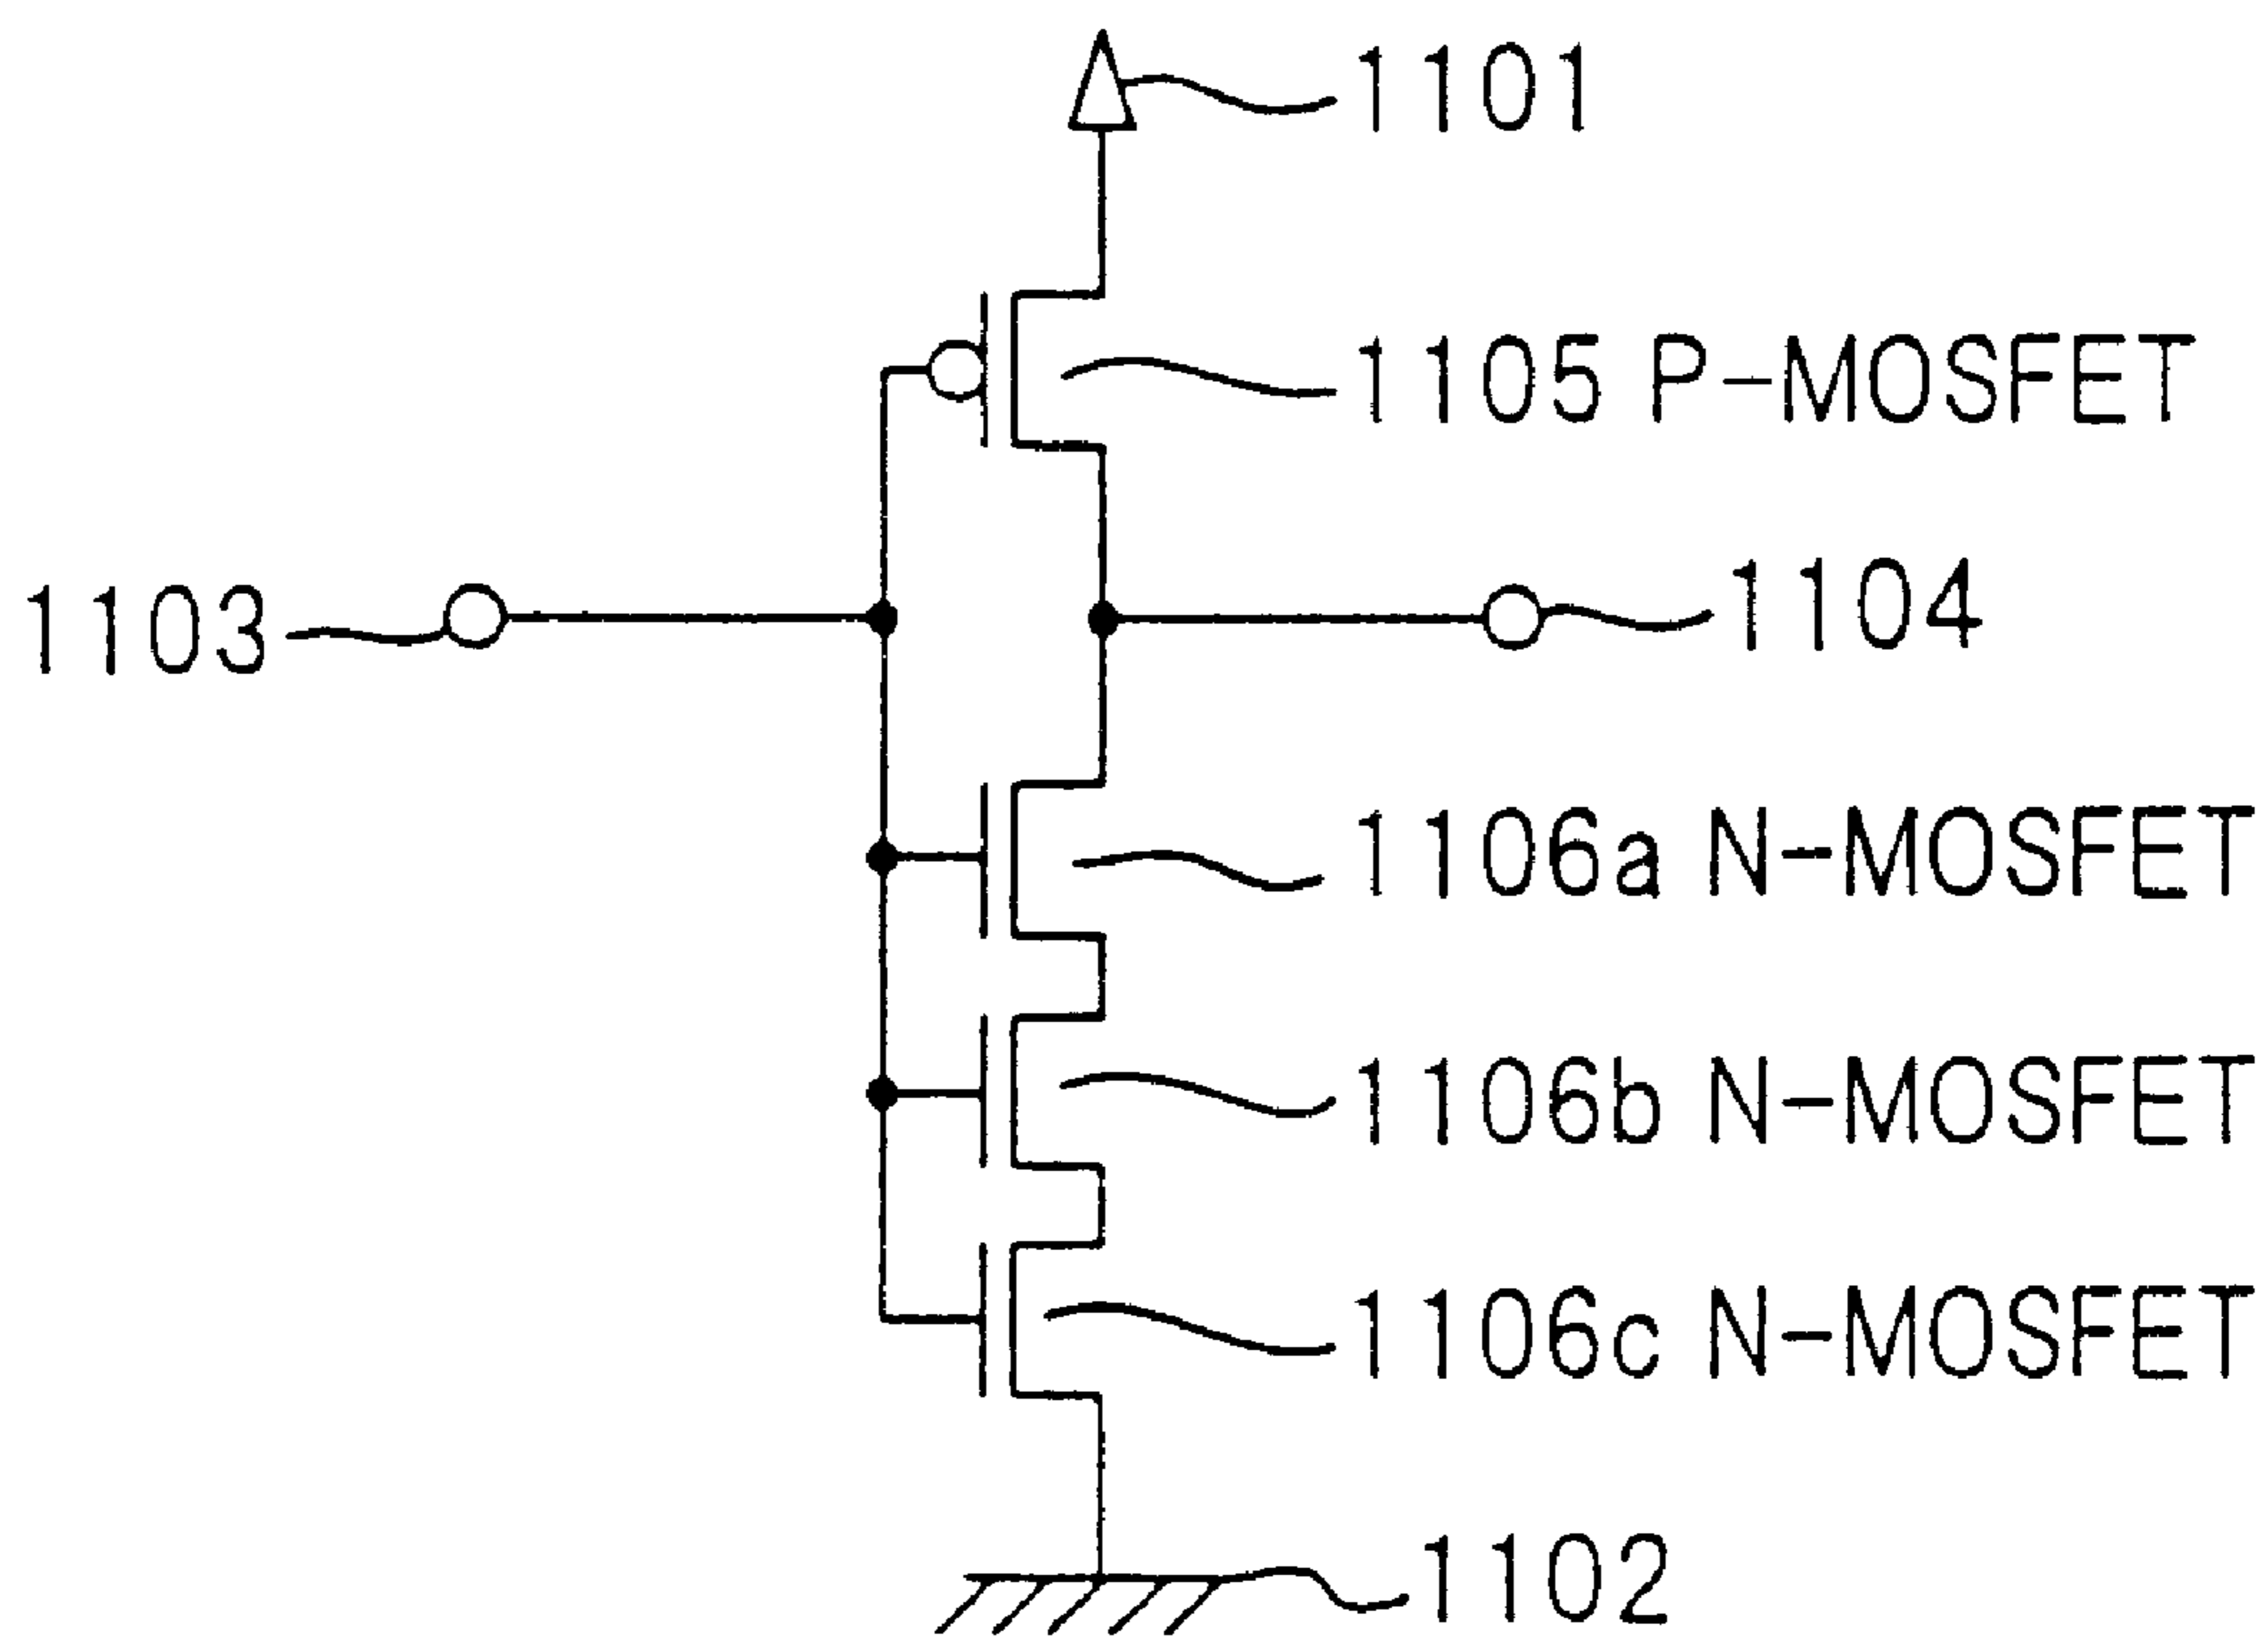 1101
1105 P-MOSFET
1103
1104
1106a N-MOSFET
1106b N-MOSFET
1106c N-MOSFET
1102